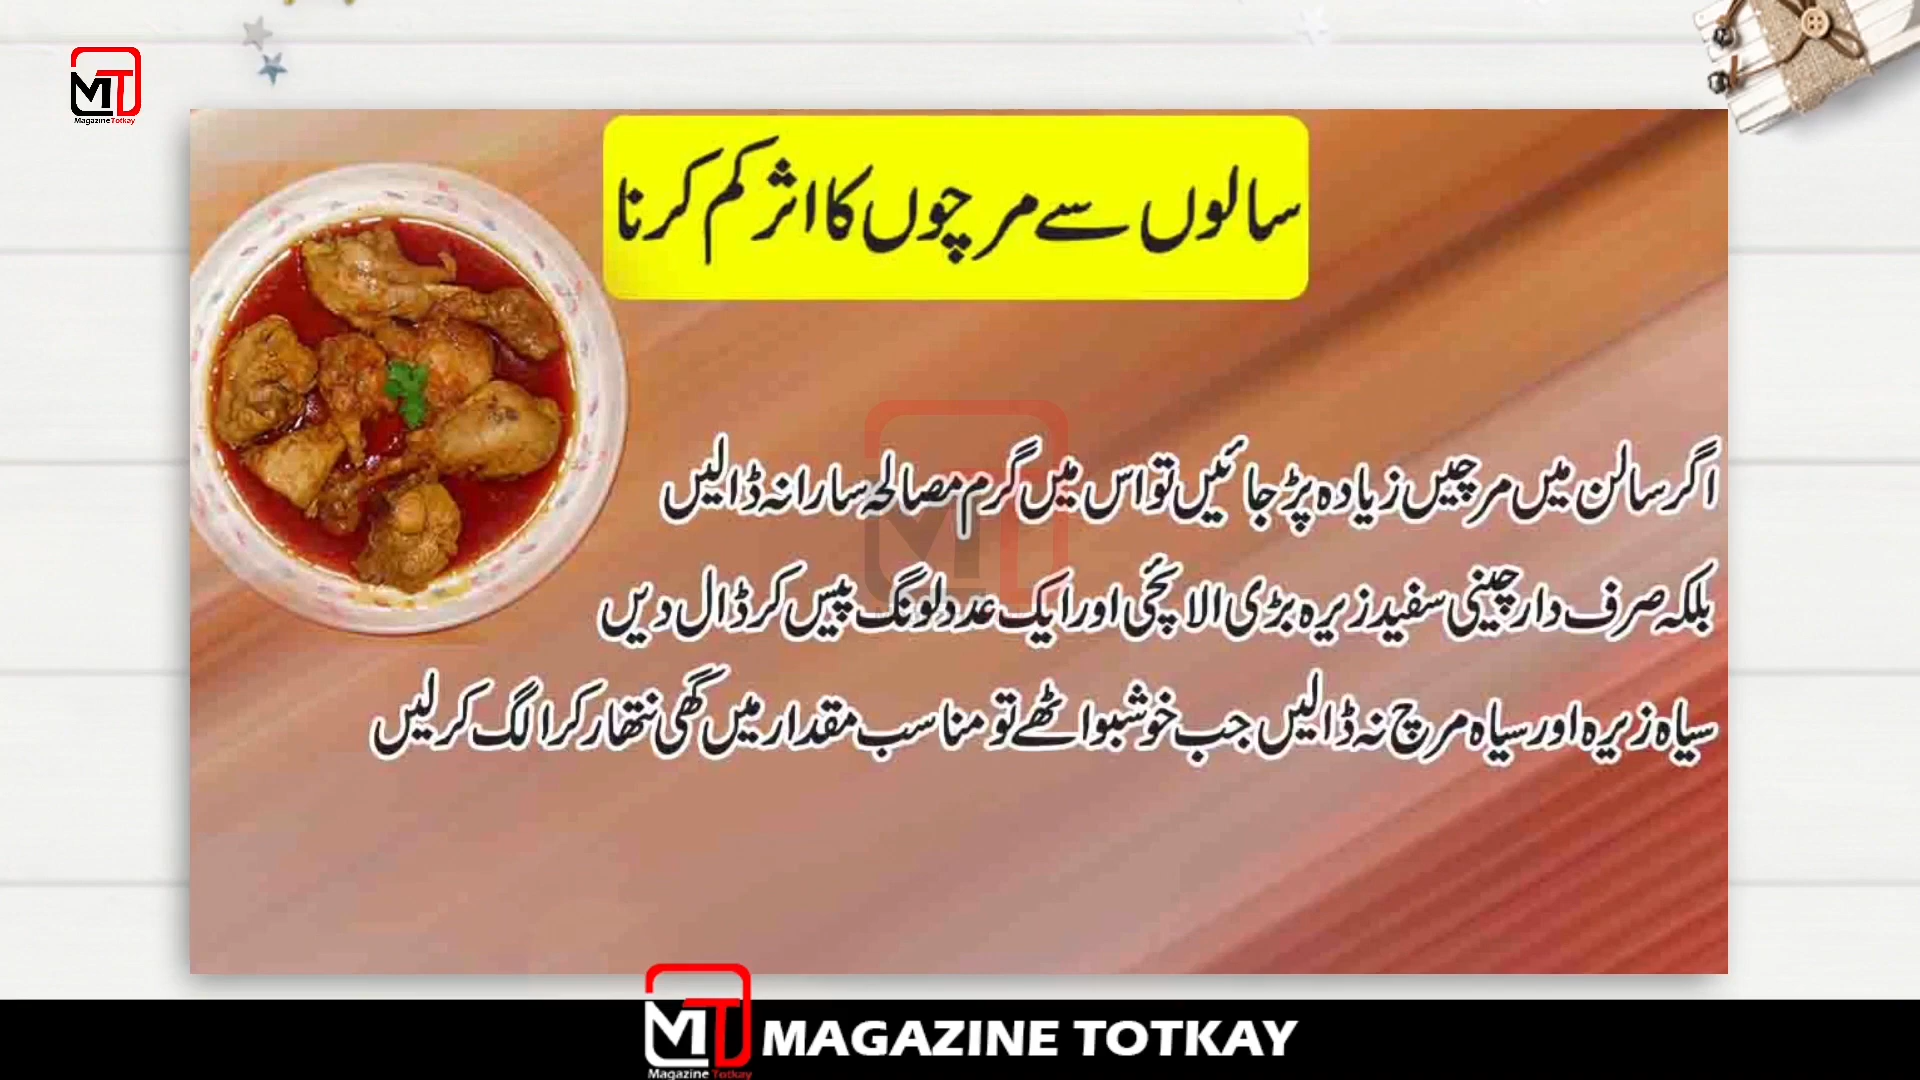 MT
Magazine Totkay
سالوں سے مرچوں کا اثر کم کرنا
اگر سالن میں مرچیں زیادہ پڑ جائیں تو اس میں گرم مصالحہ سارا نہ ڈالیں
بلکہ صرف دار چینی سفید زیرہ بڑی الائچی اور ایک عدد لونگ پیس کر ڈال دیں
سیاہ زیرہ اور سیاہ مرچ نہ ڈالیں جب خوشبو اٹھے تو مناسب مقدار میں گھی نتھار کر الگ کر لیں
MT
MT
Magazine Totkay
MAGAZINE TOTKAY